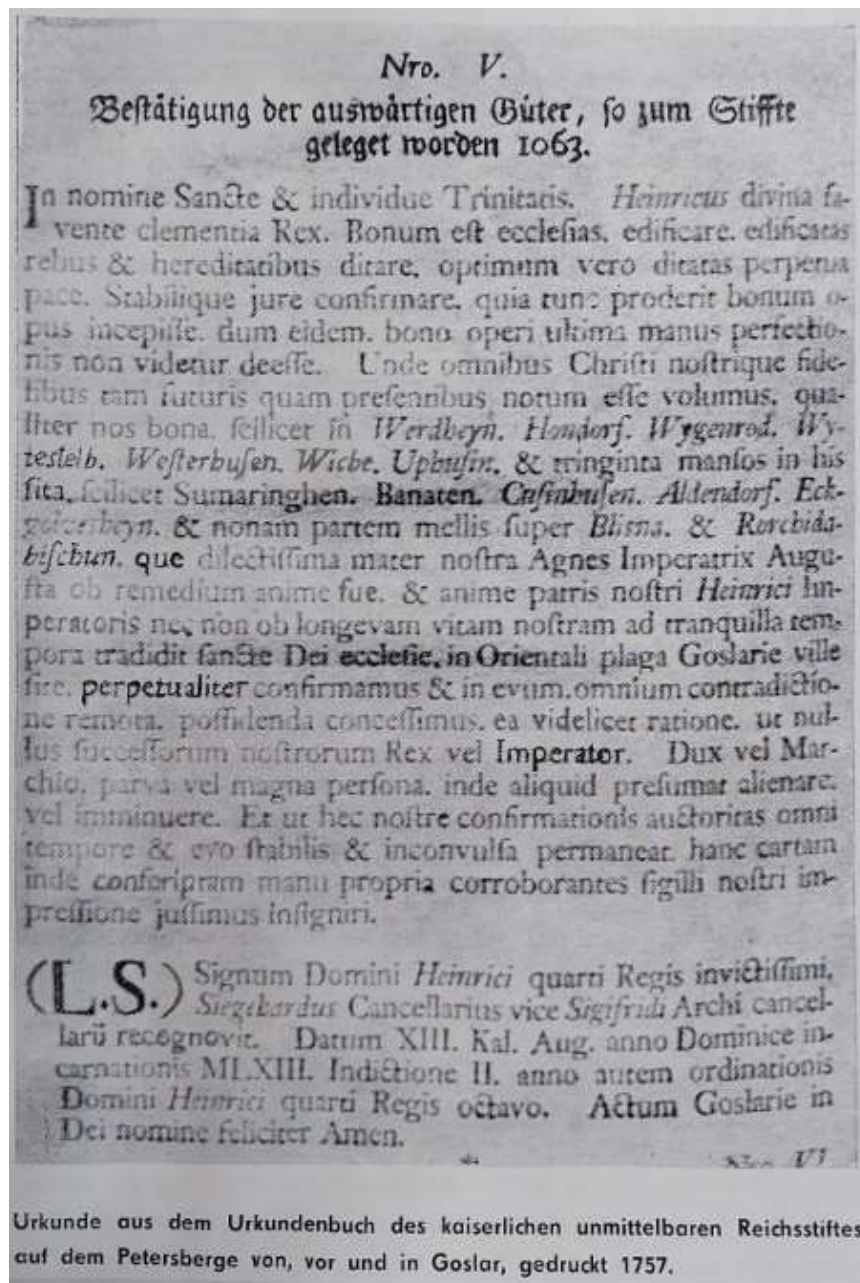 Nro. V.
Beſtåtigung der auswårtigen Gůter, ſo zum Stiffte
geleget worden 1063.
In nomine Sancte & individue Trinitatis. Heinricus divina fa-
vente clementia Rex. Bonum eſt eccleſias. edificare. edificatas
rebus & hereditatibus ditare. optimum vero ditatas perpetua
pace. Stabilique jure confirmare. quia tunc proderit bonum o-
pus incepiſſe. dum eidem. bono operi ultima manus perfectio-
nis non videtur deeſſe. Unde omnibus Chriſti noſtrique fide-
libus tam futuris quam preſentibus notum eſſe volumus. qua-
liter nos bona. ſcilicet in Werdheyn. Hondorf. Wygenrod. Wy-
teſtelb. Weſterhuſen. Wicbe. Uphuſin. & tringinta manſos in his
ſita. ſcilicet Sumaringhen. Banaten. Cuſinhuſen. Aldendorf. Eck-
& nonam partem mellis ſuper Bliſna. & Rorchida-
biſchun. que dilectiſſima mater noſtra Agnes Imperatrix Augu-
ſta ob remedium anime ſue. & anime patris noſtri Heinrici Im-
peratoris nec non ob longevam vitam noſtram ad tranquilla tem-
pora tradidit ſancte Dei eccleſie. in Orientali plaga Goslarie ville
ſite. perpetualiter confirmamus & in evum. omnium contradictio-
ne remota. poſſidenda conceſſimus. ea videlicet ratione. ut nul-
lus ſucceſſorum noſtrorum Rex vel Imperator. Dux vel Mar-
chio. parva vel magna perſona. inde aliquid preſumat alienare.
vel imminuere. Et ut hec noſtre confirmationis auctoritas omni
tempore & evo ſtabilis & inconvulſa permaneat. hanc cartam
inde conſcriptam manu propria corroborantes ſigilli noſtri im-
preſſione juſſimus inſigniri.
(L.S.) Signum Domini Heinrici quarti Regis invictiſſimi.
Siegehardus Cancellarius vice Sigifridi Archi cancel-
larii recognovit. Datum XIII. Kal. Aug. anno Dominice in-
carnationis MLXIII. Indictione II. anno autem ordinationis
Domini Heinrici quarti Regis octavo. Actum Goslarie in
Dei nomine feliciter Amen.
Nro VI
Urkunde aus dem Urkundenbuch des kaiserlichen unmittelbaren Reichsstiftes
auf dem Petersberge von, vor und in Goslar, gedruckt 1757.